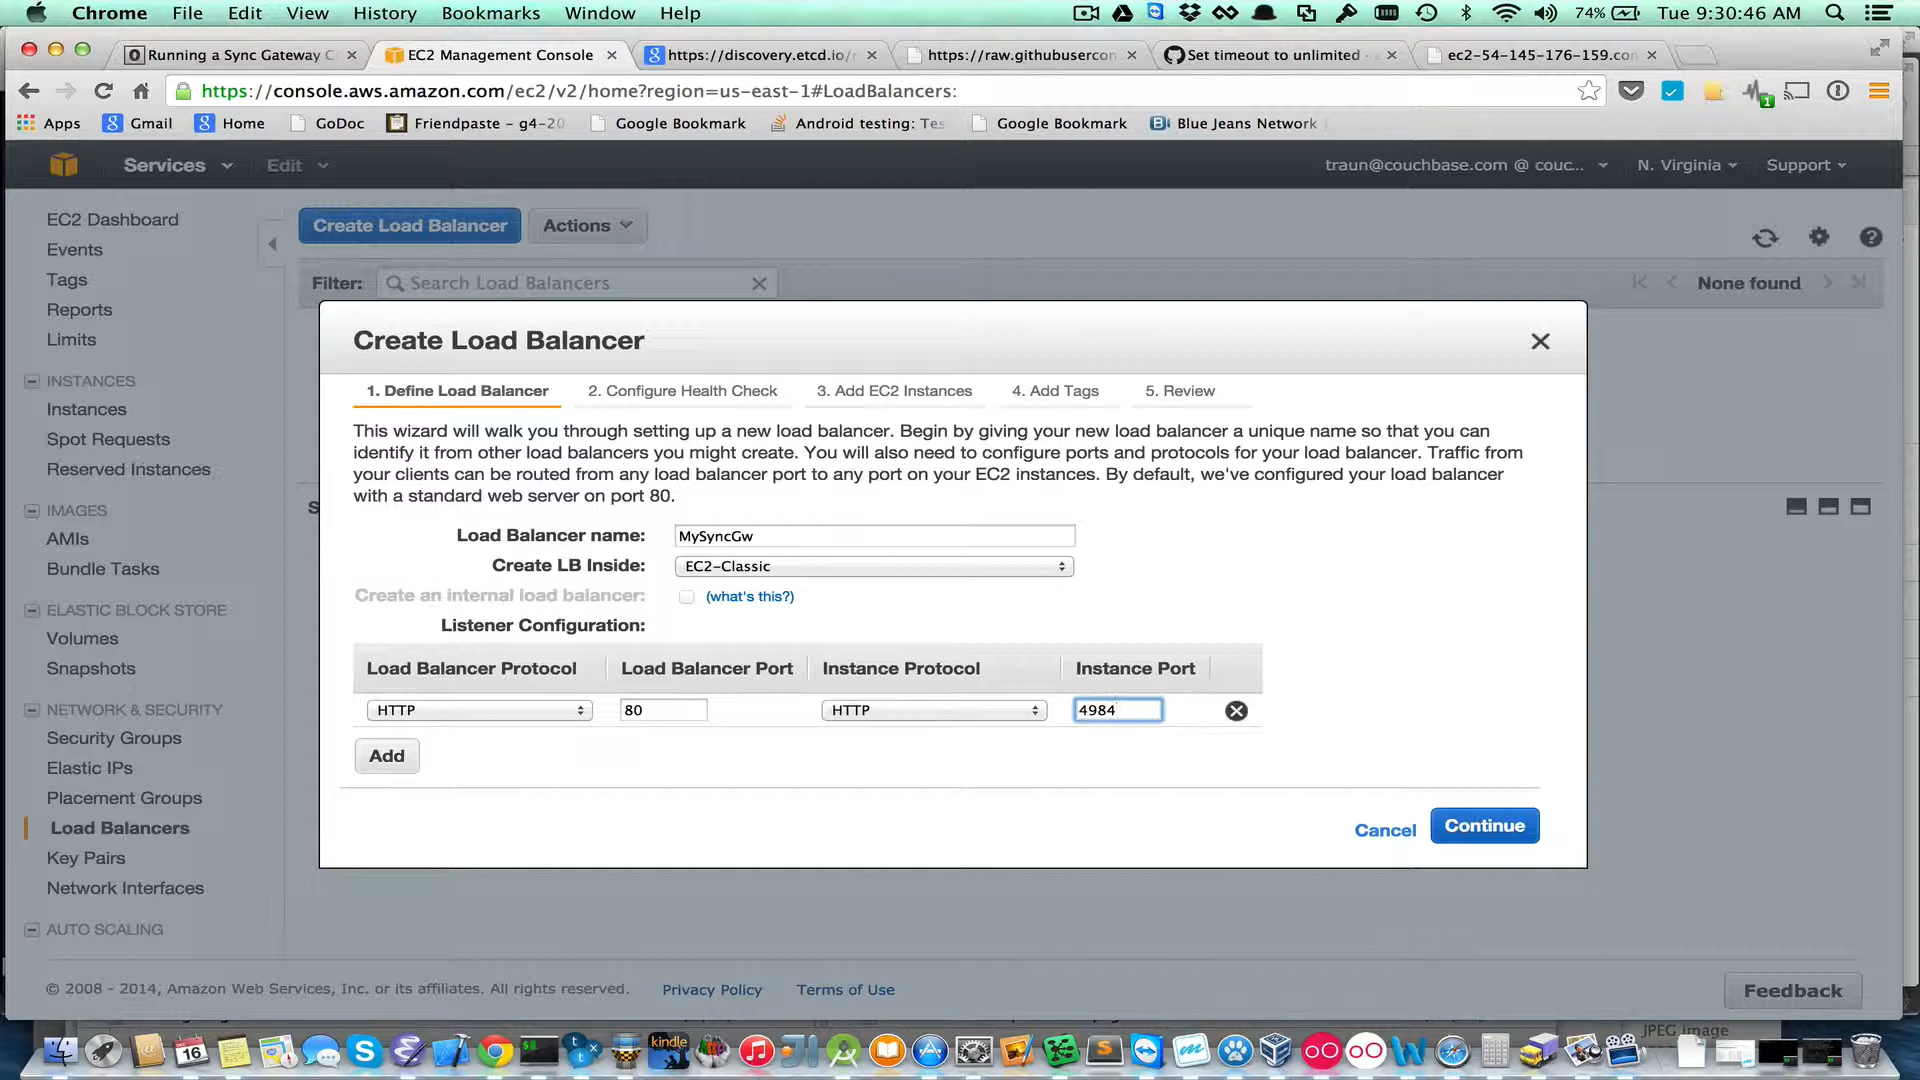 Chrome File Edit View History Bookmarks Window Help 74% Tue 9:30:46 AM
Running a Sync Gateway C EC2 Management Console https://discovery.etcd.io/ https://raw.githubusercon Set timeout to unlimited ec2-54-145-176-159.co
https://console.aws.amazon.com/ec2/v2/home?region=us-east-1#LoadBalancers: 1
Apps Gmail Home GoDoc Friendpaste - g4-20 Google Bookmark Android testing: Tes Google Bookmark Blue Jeans Network
Services Edit traun@couchbase.com @ couc... N. Virginia Support
EC2 Dashboard
Events
Tags
Reports
Limits
INSTANCES
Instances
Spot Requests
Reserved Instances
IMAGES
AMIs
Bundle Tasks
ELASTIC BLOCK STORE
Volumes
Snapshots
NETWORK & SECURITY
Security Groups
Elastic IPs
Placement Groups
Load Balancers
Key Pairs
Network Interfaces
AUTO SCALING
Create Load Balancer Actions
Filter: Search Load Balancers None found
S
Create Load Balancer
1. Define Load Balancer 2. Configure Health Check 3. Add EC2 Instances 4. Add Tags 5. Review
This wizard will walk you through setting up a new load balancer. Begin by giving your new load balancer a unique name so that you can
identify it from other load balancers you might create. You will also need to configure ports and protocols for your load balancer. Traffic from
your clients can be routed from any load balancer port to any port on your EC2 instances. By default, we've configured your load balancer
with a standard web server on port 80.
Load Balancer name: MySyncGw
Create LB Inside: EC2-Classic
Create an internal load balancer: (what's this?)
Listener Configuration:
Load Balancer Protocol Load Balancer Port Instance Protocol Instance Port
HTTP 80 HTTP 4984
Add
Cancel Continue
© 2008 - 2014, Amazon Web Services, Inc. or its affiliates. All rights reserved. Privacy Policy Terms of Use Feedback
JPEG image
16 kindle